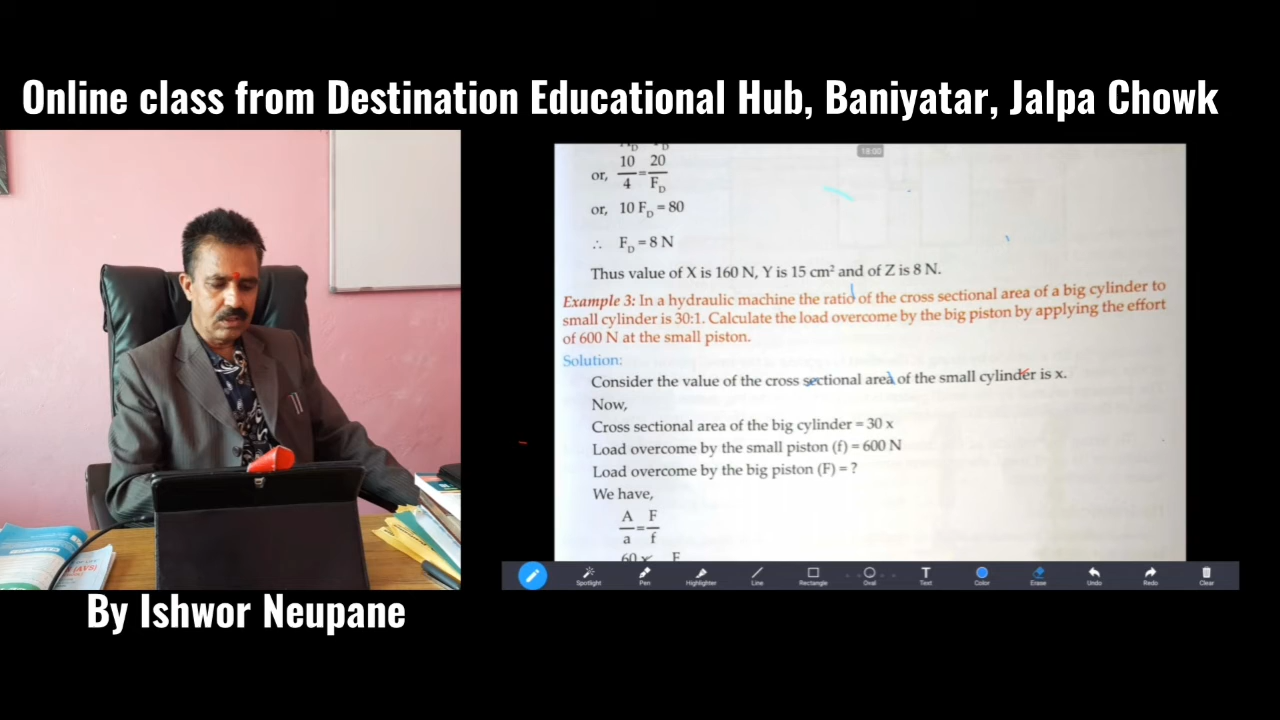 Online class from Destination Educational Hub, Baniyatar, Jalpa Chowk
18:00
or, 10/4 = 20/F_D
or, 10 F_D = 80
∴ F_D = 8 N
Thus value of X is 160 N, Y is 15 cm² and of Z is 8 N.
Example 3: In a hydraulic machine the ratio of the cross sectional area of a big cylinder to
small cylinder is 30:1. Calculate the load overcome by the big piston by applying the effort
of 600 N at the small piston.
Solution:
Consider the value of the cross sectional area of the small cylinder is x.
Now,
Cross sectional area of the big cylinder = 30 x
Load overcome by the small piston (f) = 600 N
Load overcome by the big piston (F) = ?
We have,
A/a = F/f
60 x F
Spotlight Pen Highlighter Line Rectangle Oval Text Color Erase Undo Redo Clear
By Ishwor Neupane